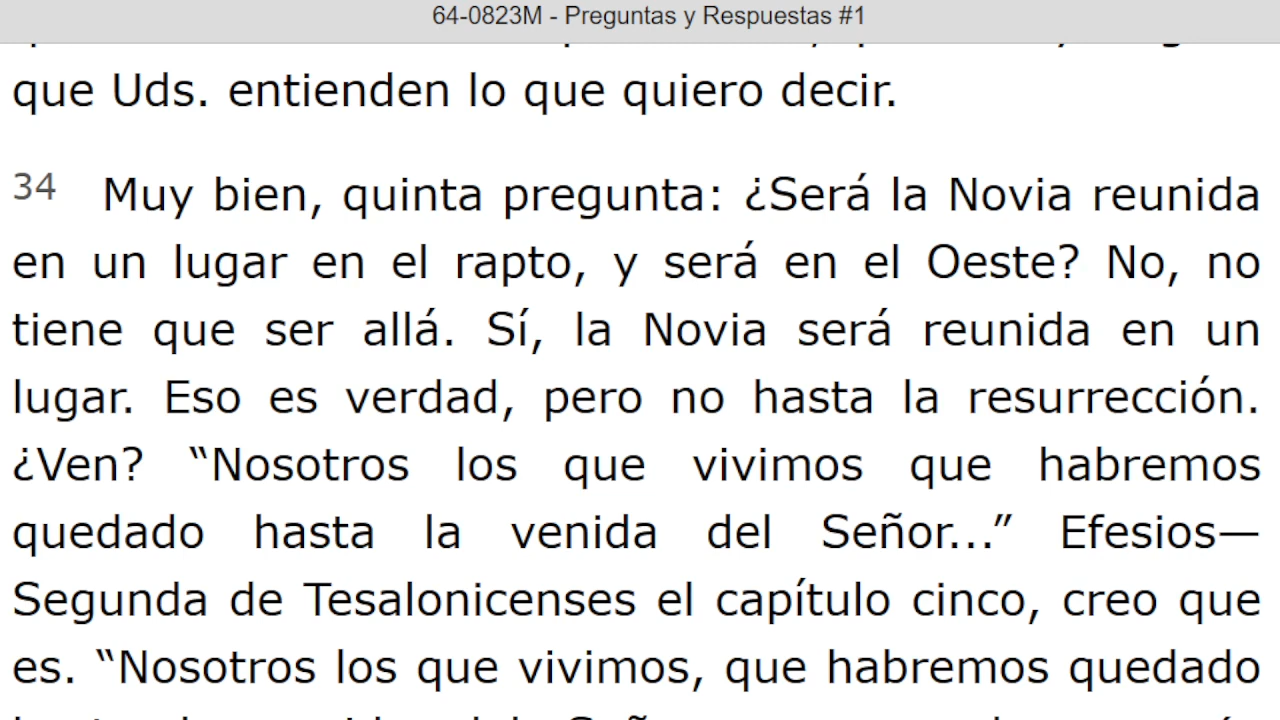 64-0823M - Preguntas y Respuestas #1
que Uds. entienden lo que quiero decir.
34 Muy bien, quinta pregunta: ¿Será la Novia reunida
en un lugar en el rapto, y será en el Oeste? No, no
tiene que ser allá. Sí, la Novia será reunida en un
lugar. Eso es verdad, pero no hasta la resurrección.
¿Ven? “Nosotros los que vivimos que habremos
quedado hasta la venida del Señor...” Efesios—
Segunda de Tesalonicenses el capítulo cinco, creo que
es. “Nosotros los que vivimos, que habremos quedado